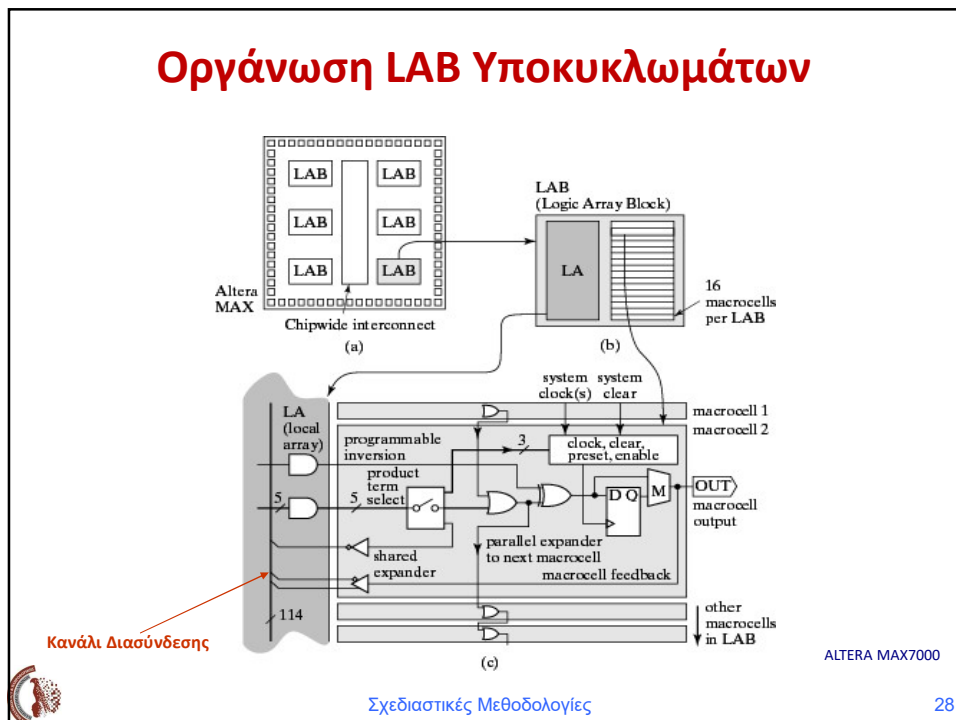 Οργάνωση LAB Υποκυκλωμάτων
LAB
LAB
LAB
LAB
LAB
LAB
Altera
MAX
Chipwide interconnect
(a)
LAB
(Logic Array Block)
LA
16
macrocells
per LAB
(b)
system
clock(s)
system
clear
LA
(local
array)
macrocell 1
macrocell 2
programmable
inversion
3
clock, clear,
preset, enable
product
term
select
5
5
D Q
M
OUT
macrocell
output
parallel expander
to next macrocell
shared
expander
macrocell feedback
114
other
macrocells
in LAB
(c)
Κανάλι Διασύνδεσης
ALTERA MAX7000
Σχεδιαστικές Μεθοδολογίες
28